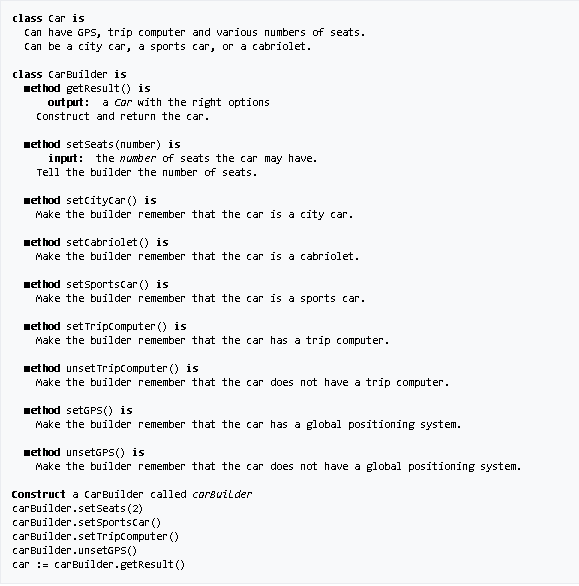 class Car is
Can have GPS, trip computer and various numbers of seats.
Can be a city car, a sports car, or a cabriolet.
class CarBuilder is
method getResult() is
output: a Car with the right options
Construct and return the car.
method setSeats(number) is
input: the number of seats the car may have.
Tell the builder the number of seats.
method setCityCar() is
Make the builder remember that the car is a city car.
method setCabriolet() is
Make the builder remember that the car is a cabriolet.
method setSportsCar() is
Make the builder remember that the car is a sports car.
method setTripComputer() is
Make the builder remember that the car has a trip computer.
method unsetTripComputer() is
Make the builder remember that the car does not have a trip computer.
method setGPS() is
Make the builder remember that the car has a global positioning system.
method unsetGPS() is
Make the builder remember that the car does not have a global positioning system.
Construct a CarBuilder called carBuilder
carBuilder.setSeats(2)
carBuilder.setSportsCar()
carBuilder.setTripComputer()
carBuilder.unsetGPS()
car := carBuilder.getResult()